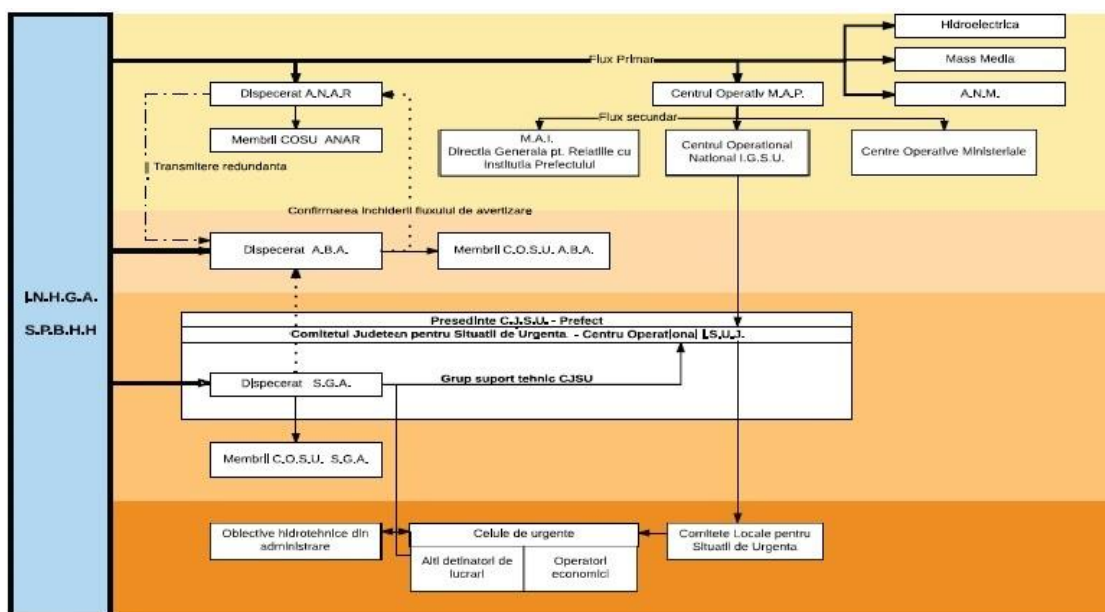 Hidroelectrica
Flux Primar
Mass Media
Dispecerat A.N.A.R
Centrul Operativ M.A.P.
A.N.M.
Flux secundar
Membrii COSU ANAR
M.A.I.
Directia Generala pt. Relatiile cu
Institutia Prefectului
Centrul Operational
National I.G.S.U.
Centre Operative Ministeriale
Transmitere redundanta
Confirmarea inchiderii fluxului de avertizare
Dispecerat A.B.A.
Membrii C.O.S.U. A.B.A.
I.N.H.G.A.
S.P.B.H.H
Presedinte C.J.S.U. - Prefect
Comitetul Judetean pentru Situatii de Urgenta - Centru Operational I.S.U.J.
Dispecerat S.G.A.
Grup suport tehnic CJSU
Membrii C.O.S.U. S.G.A.
Obiective hidrotehnice din
administrare
Celule de urgente
Comitete Locale pentru
Situatii de Urgenta
Alti detinatori de
lucrari
Operatori
economici